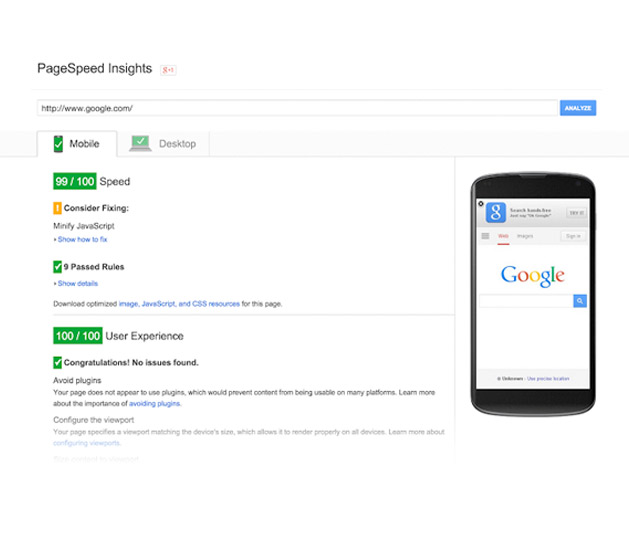 PageSpeed Insights
g+1
http://www.google.com/
ANALYZE
Mobile
Desktop
99 / 100 Speed
! Consider Fixing:
Minify JavaScript
Show how to fix
9 Passed Rules
Show details
Download optimized image, JavaScript, and CSS resources for this page.
100 / 100 User Experience
Congratulations! No issues found.
Avoid plugins
Your page does not appear to use plugins, which would prevent content from being usable on many platforms. Learn more
about the importance of avoiding plugins.
Configure the viewport
Your page specifies a viewport matching the device's size, which allows it to render properly on all devices. Learn more about
configuring viewports.
g
Search hands-free
And say "Ok Google"
TRY IT
Web
Images
Sign in
Google
Unknown - Use precise location